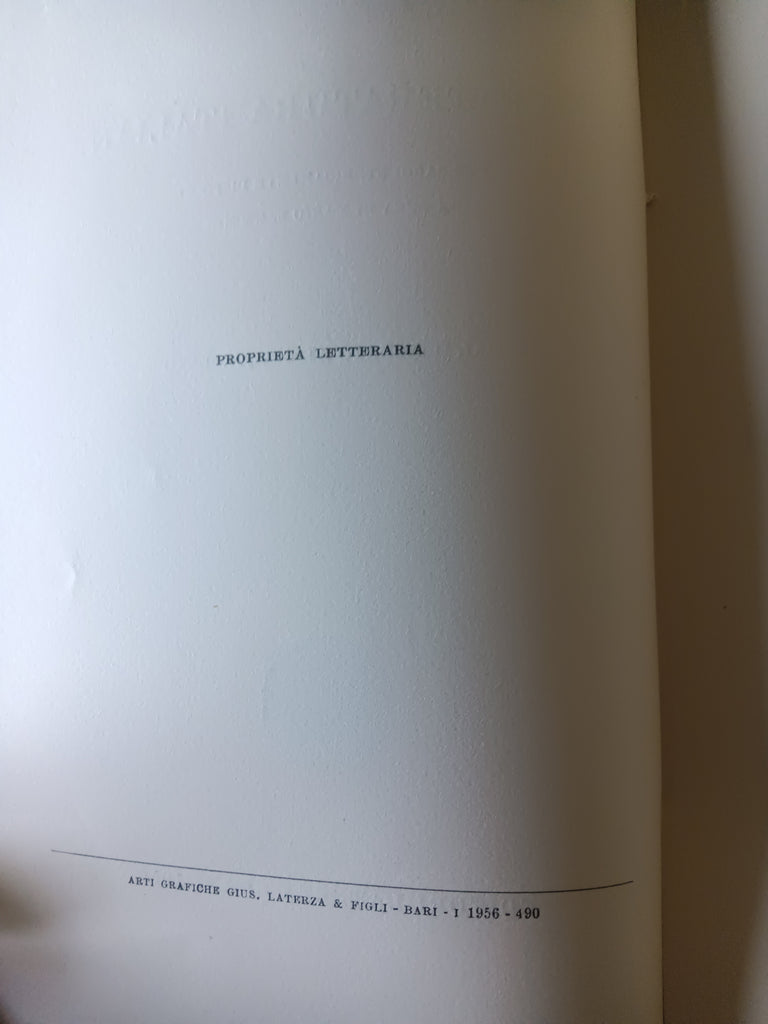 PROPRIETÀ LETTERARIA
ARTI GRAFICHE GIUS. LATERZA & FIGLI - BARI - I 1956 - 490